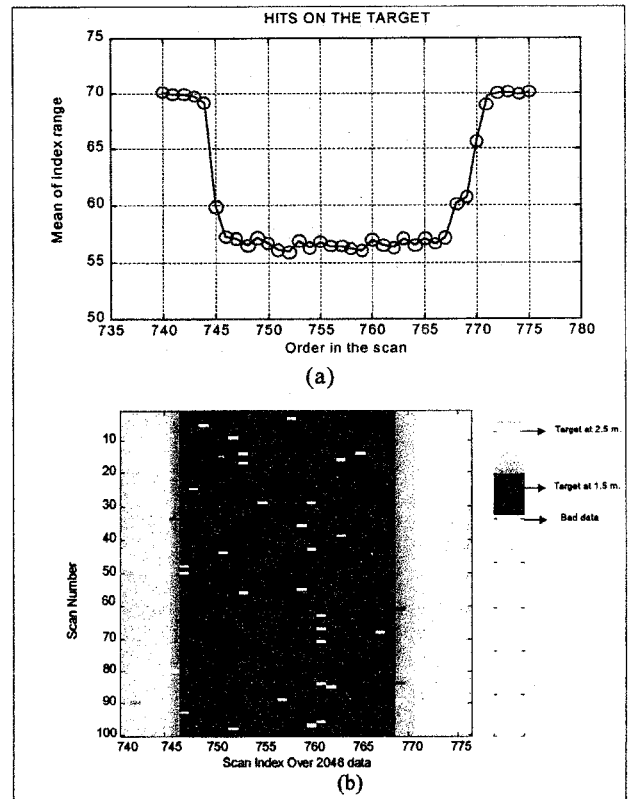 HITS ON THE TARGET
75
70
65
60
55
50
Mean of index range
735 740 745 750 755 760 765 770 775 780
Order in the scan
(a)
10
20
30
40
50
60
70
80
90
100
Scan Number
740 745 750 755 760 765 770 775
Scan Index Over 2048 data
Target at 2.5 m.
Target at 1.5 m.
Bad data
(b)